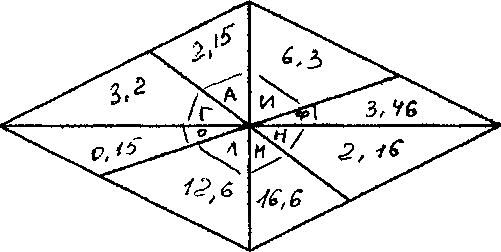 2,15 6,3
3,2 А И 3,46
Г Ф
0,15 О Н 2,16
Л М
12,6 16,6